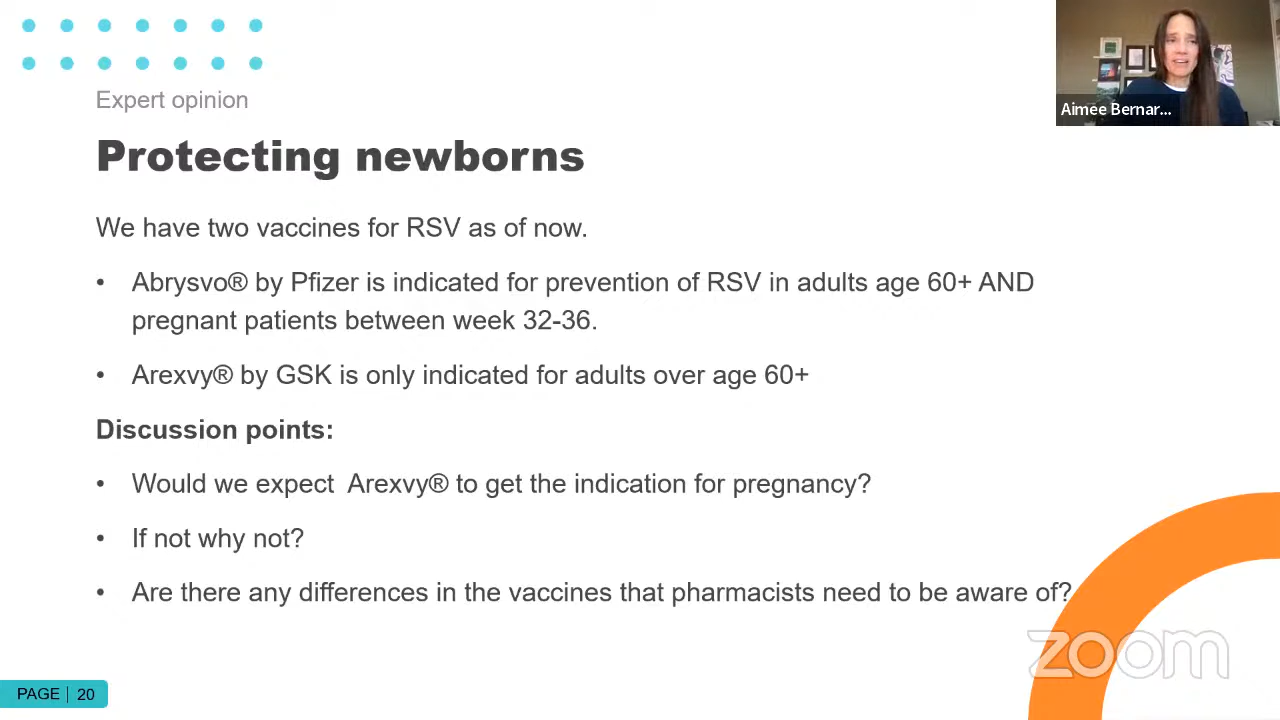 Aimee Bernar...
Expert opinion
Protecting newborns
We have two vaccines for RSV as of now.
• Abrysvo® by Pfizer is indicated for prevention of RSV in adults age 60+ AND
pregnant patients between week 32-36.
• Arexvy® by GSK is only indicated for adults over age 60+
Discussion points:
• Would we expect  Arexvy® to get the indication for pregnancy?
• If not why not?
• Are there any differences in the vaccines that pharmacists need to be aware of?
zoom
PAGE | 20